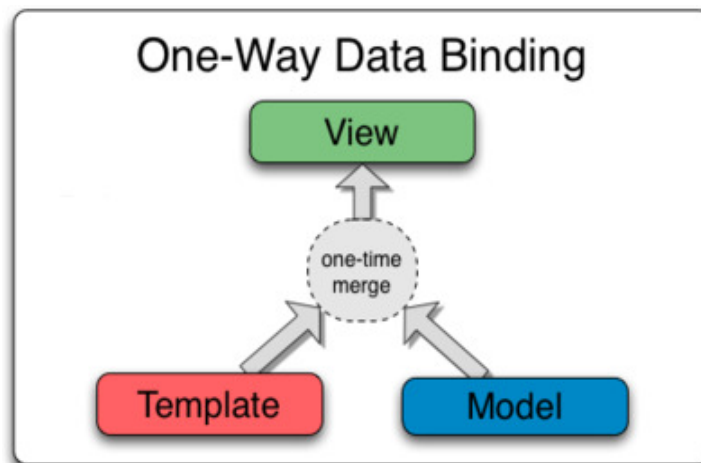 One-Way Data Binding
View
one-time
merge
Template
Model